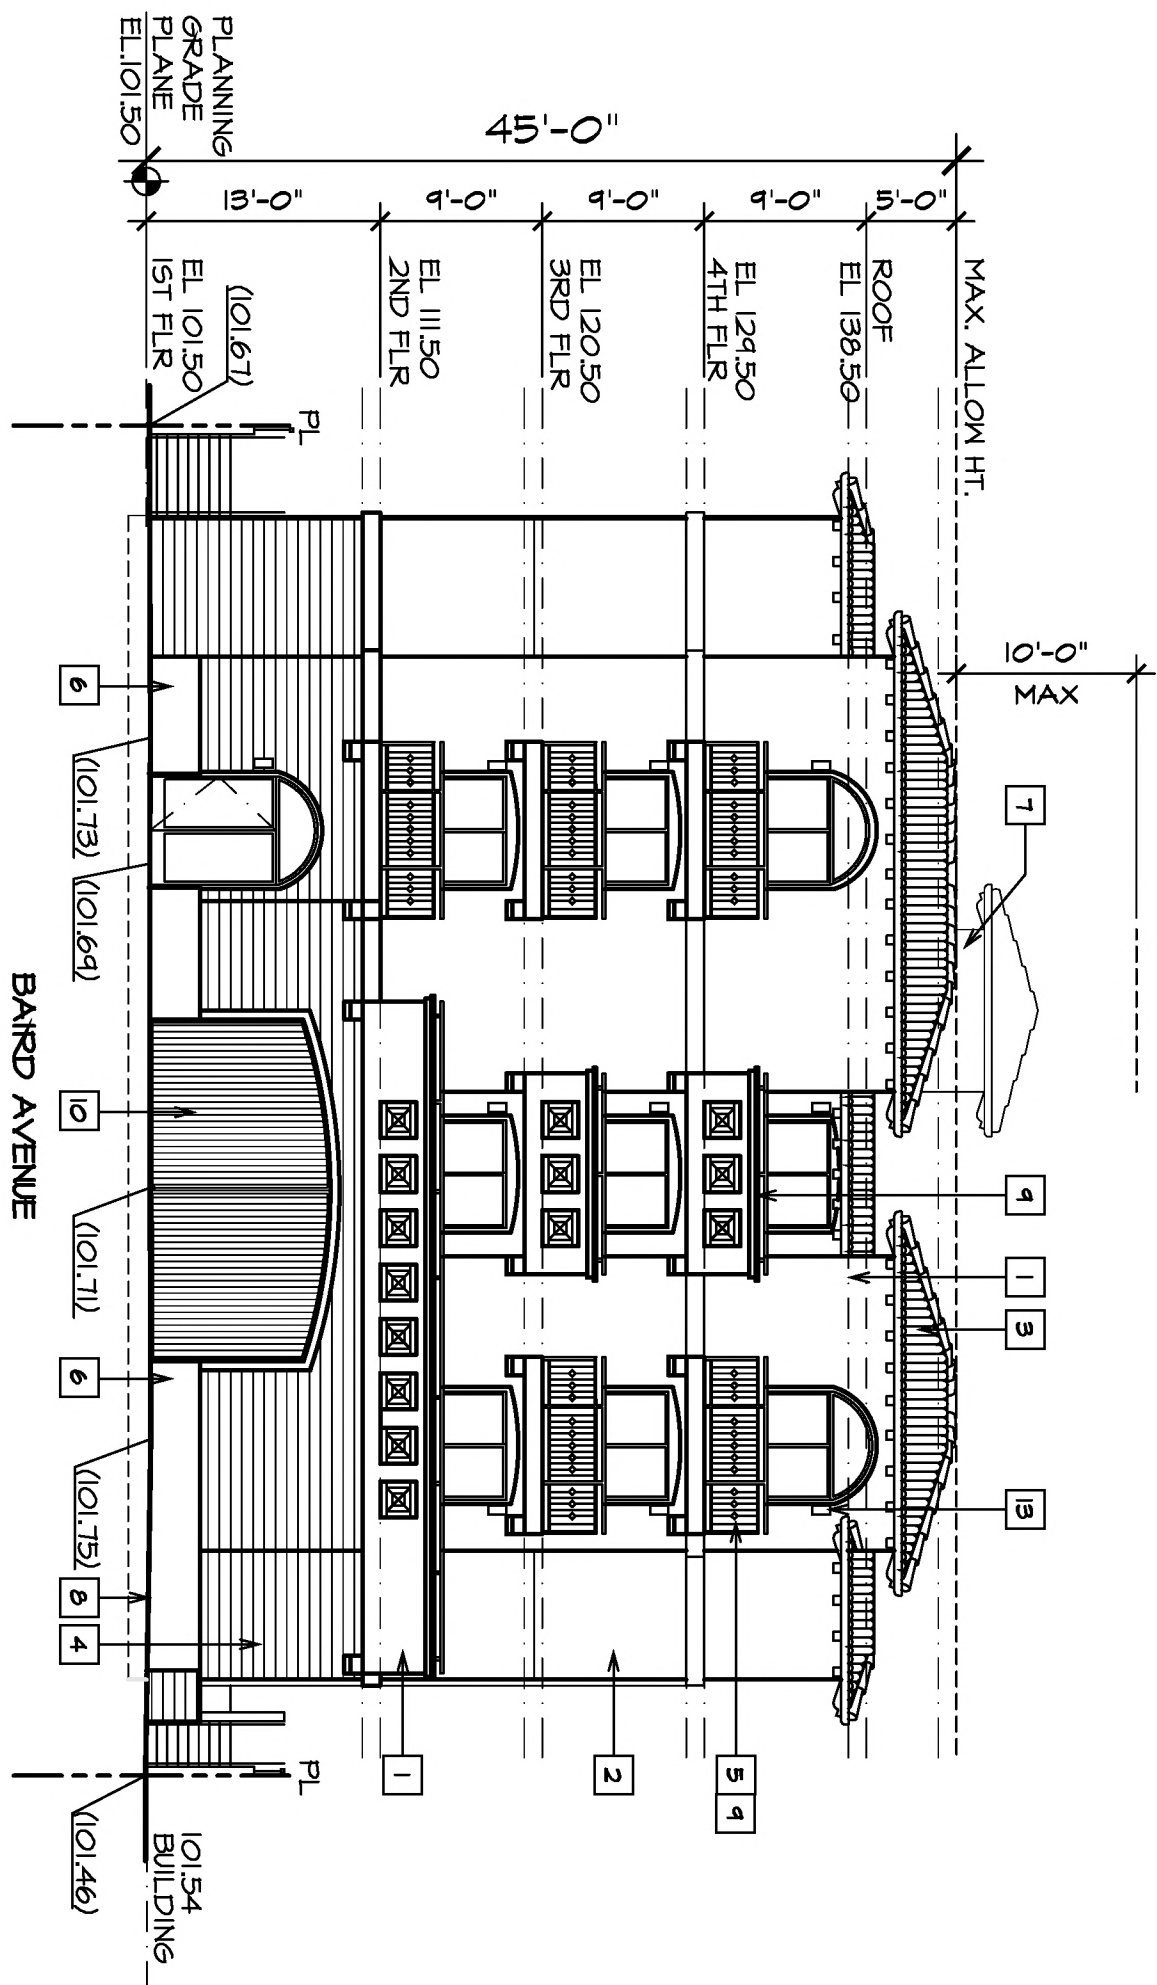 MAX. ALLOW HT.
10'-0"
MAX
45'-0"
5'-0"
9'-0"
9'-0"
9'-0"
13'-0"
ROOF
EL 138.50
EL 129.50
4TH FLR
EL 120.50
3RD FLR
EL 111.50
2ND FLR
EL 101.50
1ST FLR
PLANNING
GRADE
PLANE
EL.101.50
7
9
1
3
13
5
9
2
1
PL
PL
(101.67)
6
(101.73)
(101.69)
10
(101.71)
6
(101.75)
8
4
(101.46)
101.54
BUILDING
BAIRD AVENUE